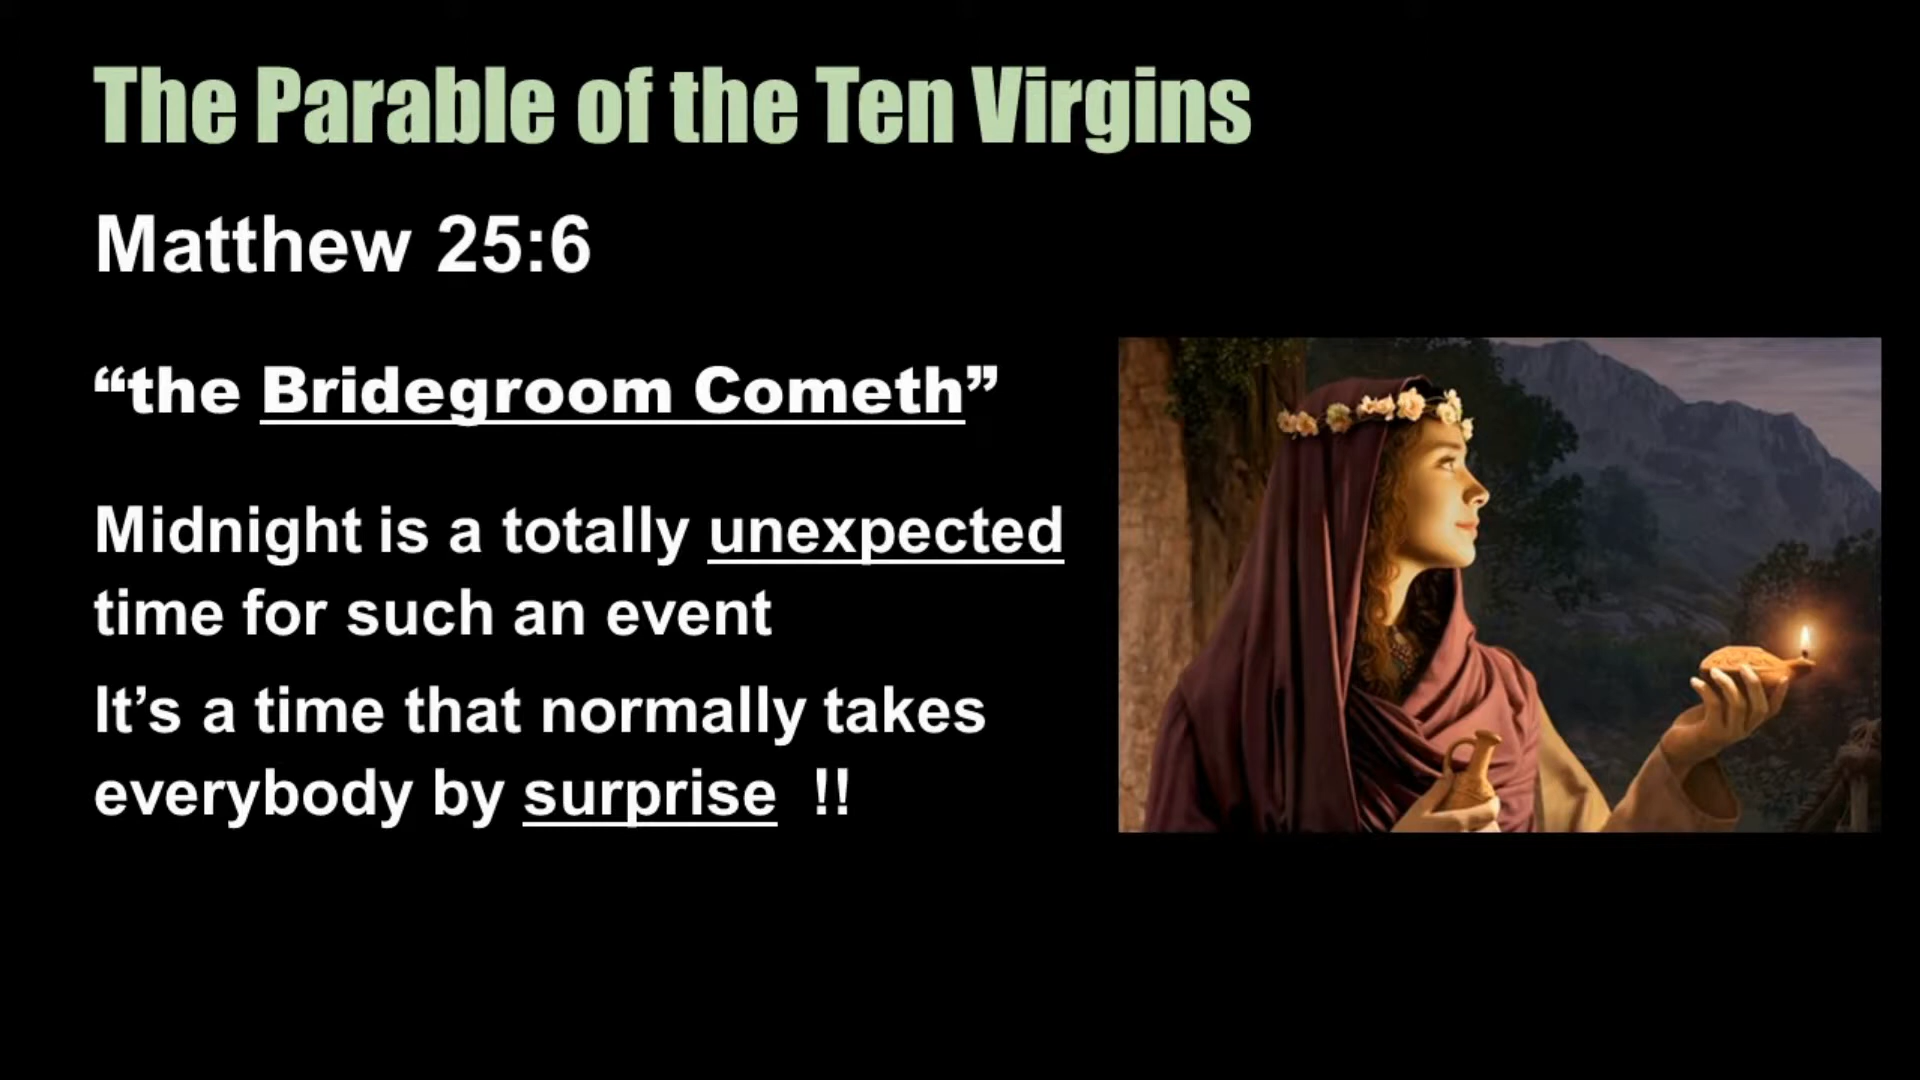 The Parable of the Ten Virgins
Matthew 25:6
“the Bridegroom Cometh”
Midnight is a totally unexpected
time for such an event
It’s a time that normally takes
everybody by surprise !!